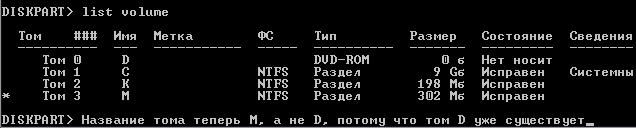 DISKPART> list volume
Том ### Имя Метка ФС Тип Размер Состояние Сведения
---------- --- ----------- ----- ---------- ------- --------- --------
Том 0 D DVD-ROM 0 б Нет носит
Том 1 C NTFS Раздел 9 Gб Исправен Системны
Том 2 K NTFS Раздел 198 Mб Исправен
* Том 3 M NTFS Раздел 302 Mб Исправен
DISKPART> Название тома теперь M, а не D, потому что том D уже существует_